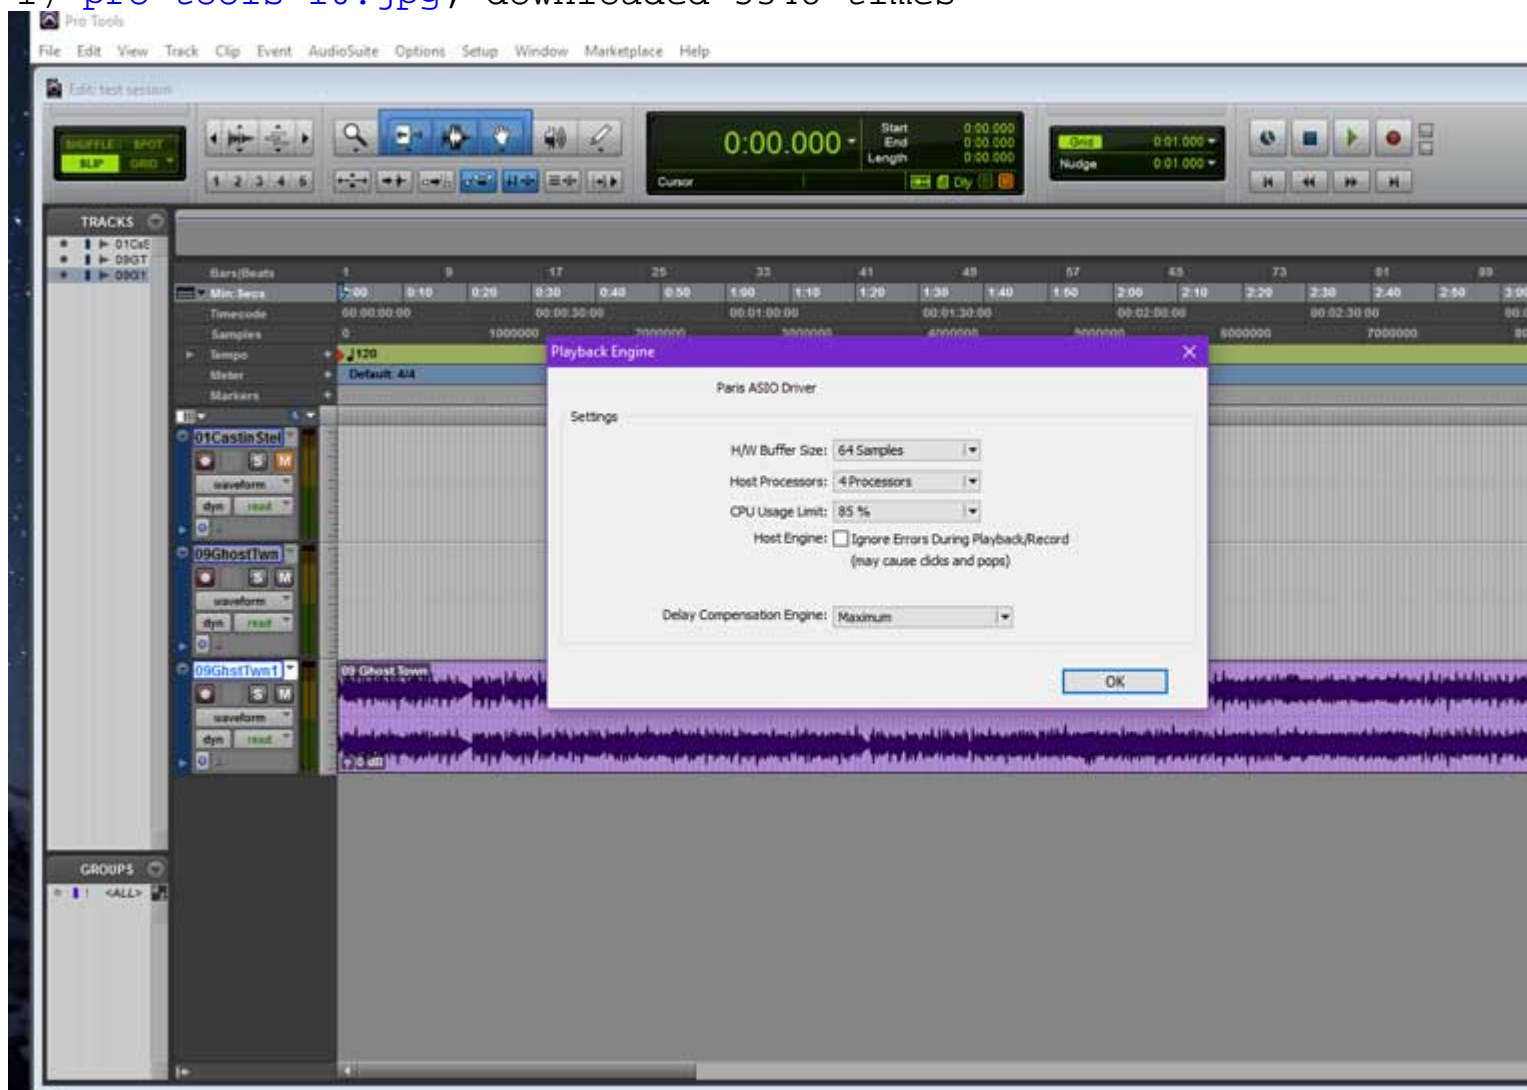 Pro Tools
File Edit View Track Clip Event AudioSuite Options Setup Window Marketplace Help
Edit: test session
SHUFFLE SPOT
SLIP GRID
1 2 3 4 5
0:00.000
Start 0:00.000
End 0:00.000
Length 0:00.000
Cursor
Dly
Grid 0:01.000
Nudge 0:01.000
TRACKS
01CsE
09GT
Bars|Beats 1 9 17 25 33 41 49 57 65 73 81 89
Min:Secs 0:10 0:20 0:30 0:40 0:50 1:00 1:10 1:20 1:30 1:40 1:50 2:00 2:10 2:20 2:30 2:40 2:50
Timecode 00:00:00:00 00:00:30:00 00:01:00:00 00:01:30:00 00:02:00:00 00:02:30:00
Samples 0 1000000 2000000 3000000 4000000 5000000 6000000 7000000
Tempo 120
Meter Default: 4/4
Markers
Playback Engine
Paris ASIO Driver
Settings
H/W Buffer Size: 64 Samples
Host Processors: 4 Processors
CPU Usage Limit: 85 %
Host Engine: Ignore Errors During Playback/Record
(may cause clicks and pops)
Delay Compensation Engine: Maximum
OK
01CastinStel
S M
waveform
dyn read
09GhostTwn
S M
waveform
dyn read
09GhstTwn1
S M
waveform
dyn read
09 Ghost Town
0 dB
GROUPS
! <ALL>